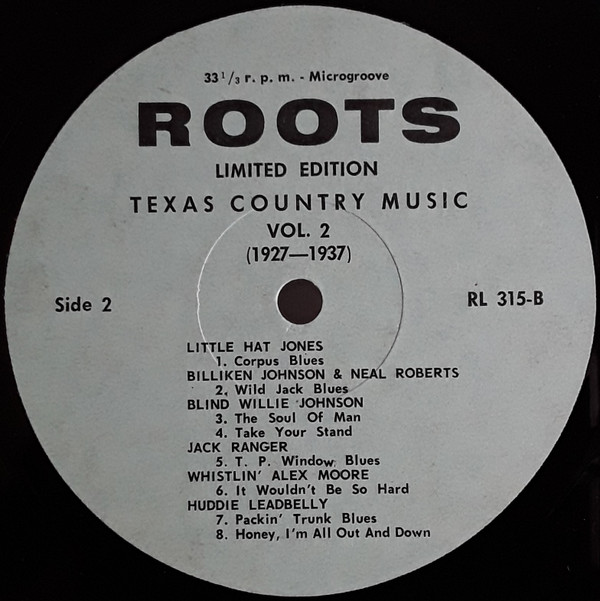 33 1/3 r. p. m. - Microgroove
ROOTS
LIMITED EDITION
TEXAS COUNTRY MUSIC
VOL. 2
(1927—1937)
Side 2
RL 315-B
LITTLE HAT JONES
1. Corpus Blues
BILLIKEN JOHNSON & NEAL ROBERTS
2. Wild Jack Blues
BLIND WILLIE JOHNSON
3. The Soul Of Man
4. Take Your Stand
JACK RANGER
5. T. P. Window Blues
WHISTLIN' ALEX MOORE
6. It Wouldn't Be So Hard
HUDDIE LEADBELLY
7. Packin' Trunk Blues
8. Honey, I'm All Out And Down